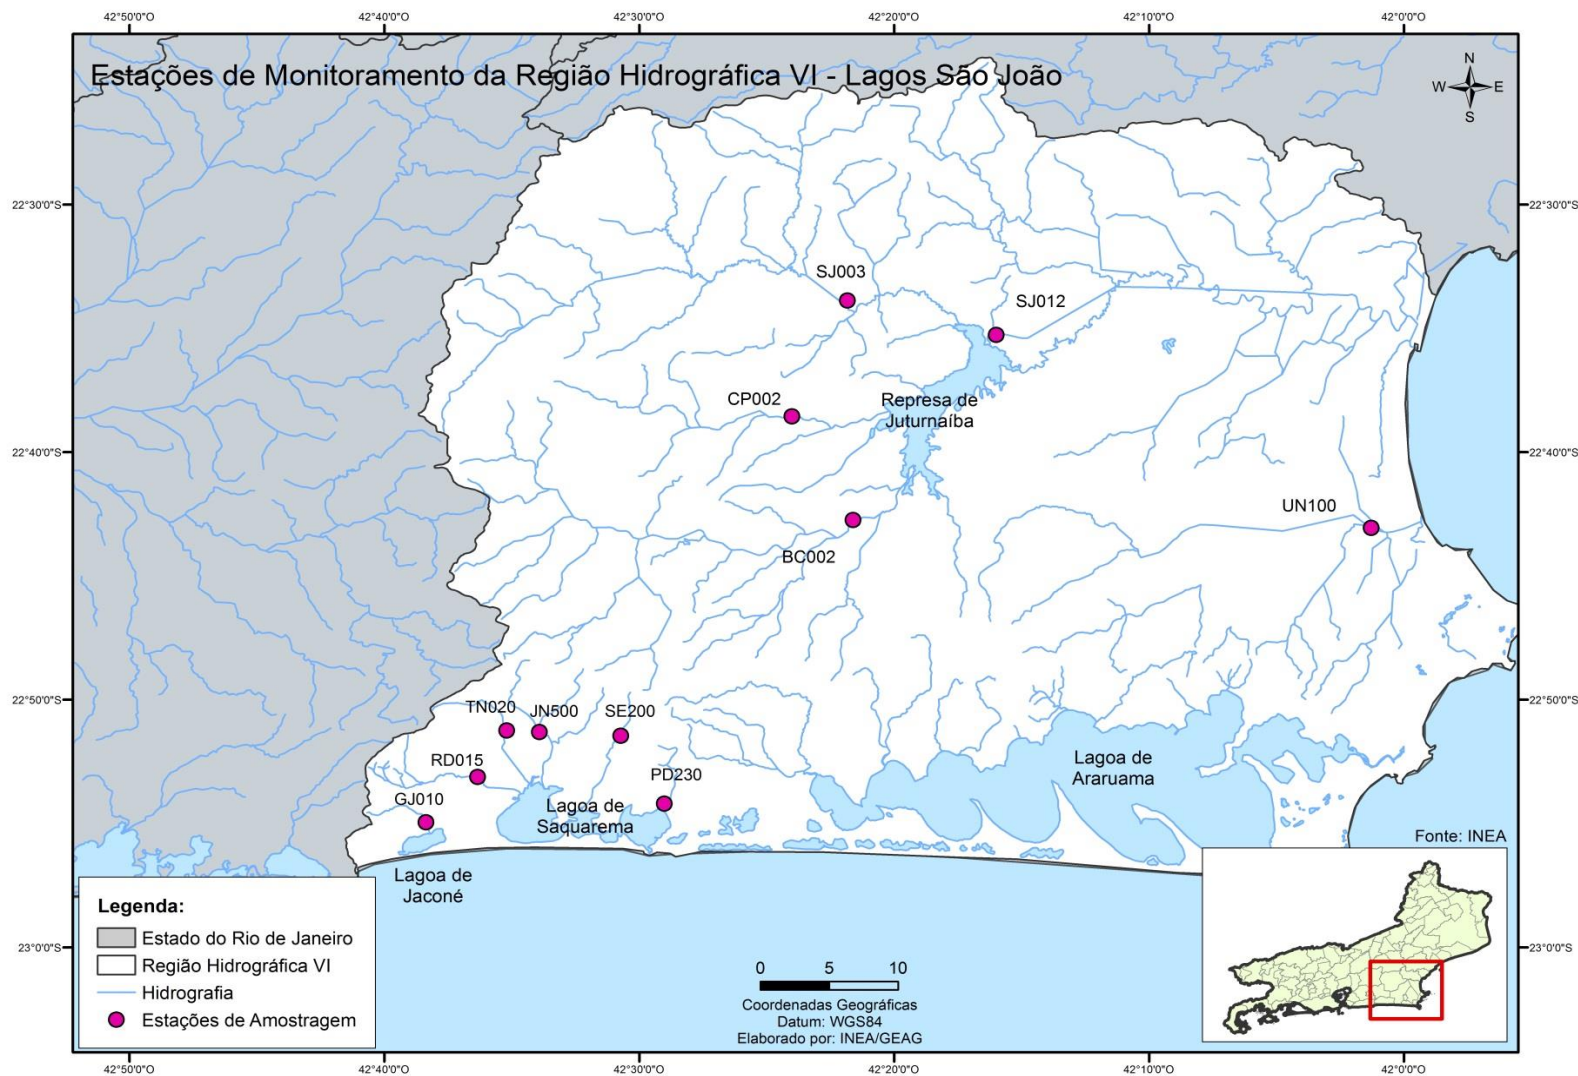 42°50'0"O 42°40'0"O 42°30'0"O 42°20'0"O 42°10'0"O 42°0'0"O
Estações de Monitoramento da Região Hidrográfica VI - Lagos São João
N
W E
S
22°30'0"S 22°30'0"S
SJ003
SJ012
CP002
Represa de
Juturnaíba
22°40'0"S 22°40'0"S
UN100
BC002
22°50'0"S 22°50'0"S
TN020 JN500 SE200
RD015
PD230
Lagoa de
Araruama
GJ010
Lagoa de
Saquarema
Fonte: INEA
Lagoa de
Jaconé
Legenda:
Estado do Rio de Janeiro
Região Hidrográfica VI
Hidrografia
Estações de Amostragem
23°0'0"S 23°0'0"S
0 5 10
Coordenadas Geográficas
Datum: WGS84
Elaborado por: INEA/GEAG
42°50'0"O 42°40'0"O 42°30'0"O 42°20'0"O 42°10'0"O 42°0'0"O